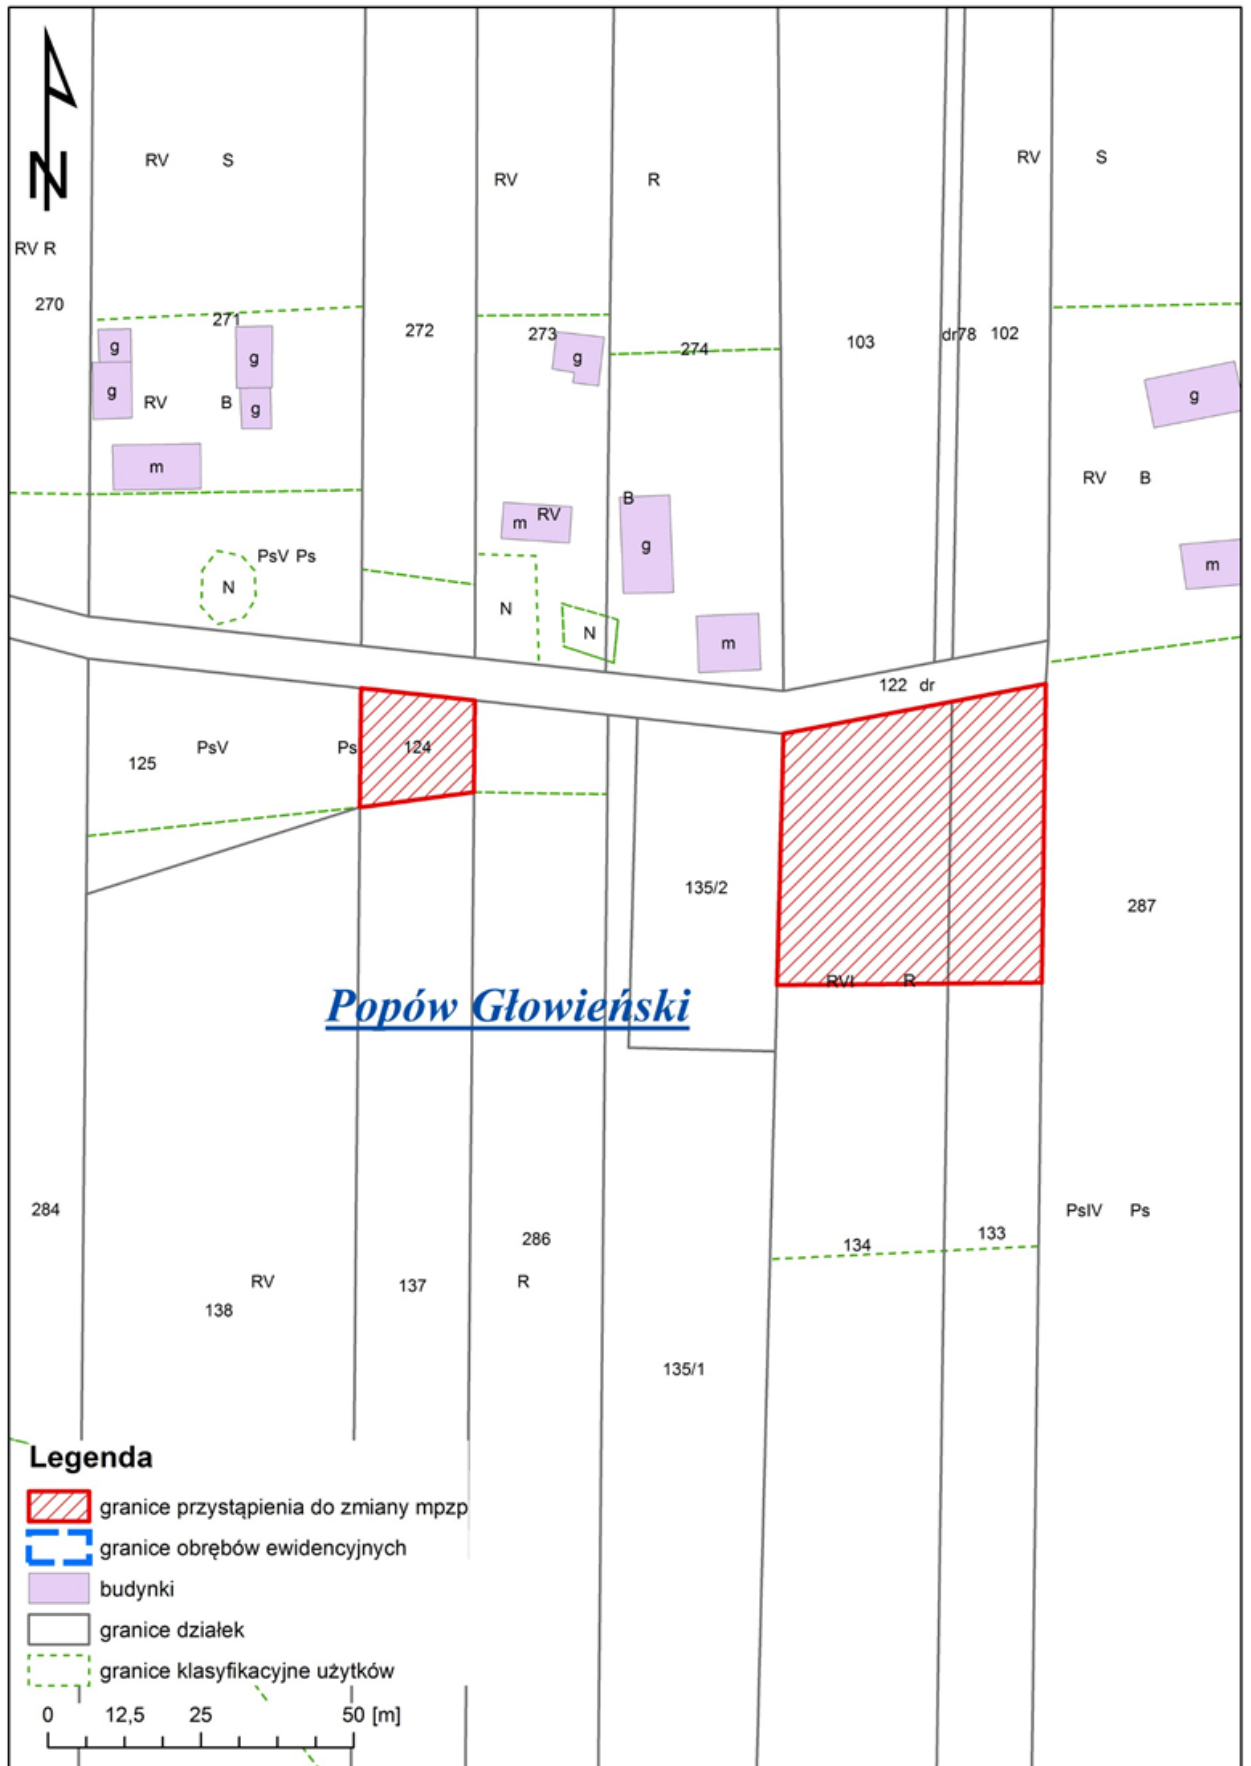 N
RV S
RV R
RV S
RV R
270
271
272
273
274
103
dr78
102
g
g
g
g
g
g
RV B
m
RV B
B
m RV
g
m
PsV Ps
N
N
N
m
122 dr
125
PsV Ps
124
135/2
287
RVI R
Popów Głowieński
284
286
PsIV Ps
134
133
RV
138
137
R
135/1
Legenda
granice przystąpienia do zmiany mpzp
granice obrębów ewidencyjnych
budynki
granice działek
granice klasyfikacyjne użytków
0 12,5 25 50 [m]